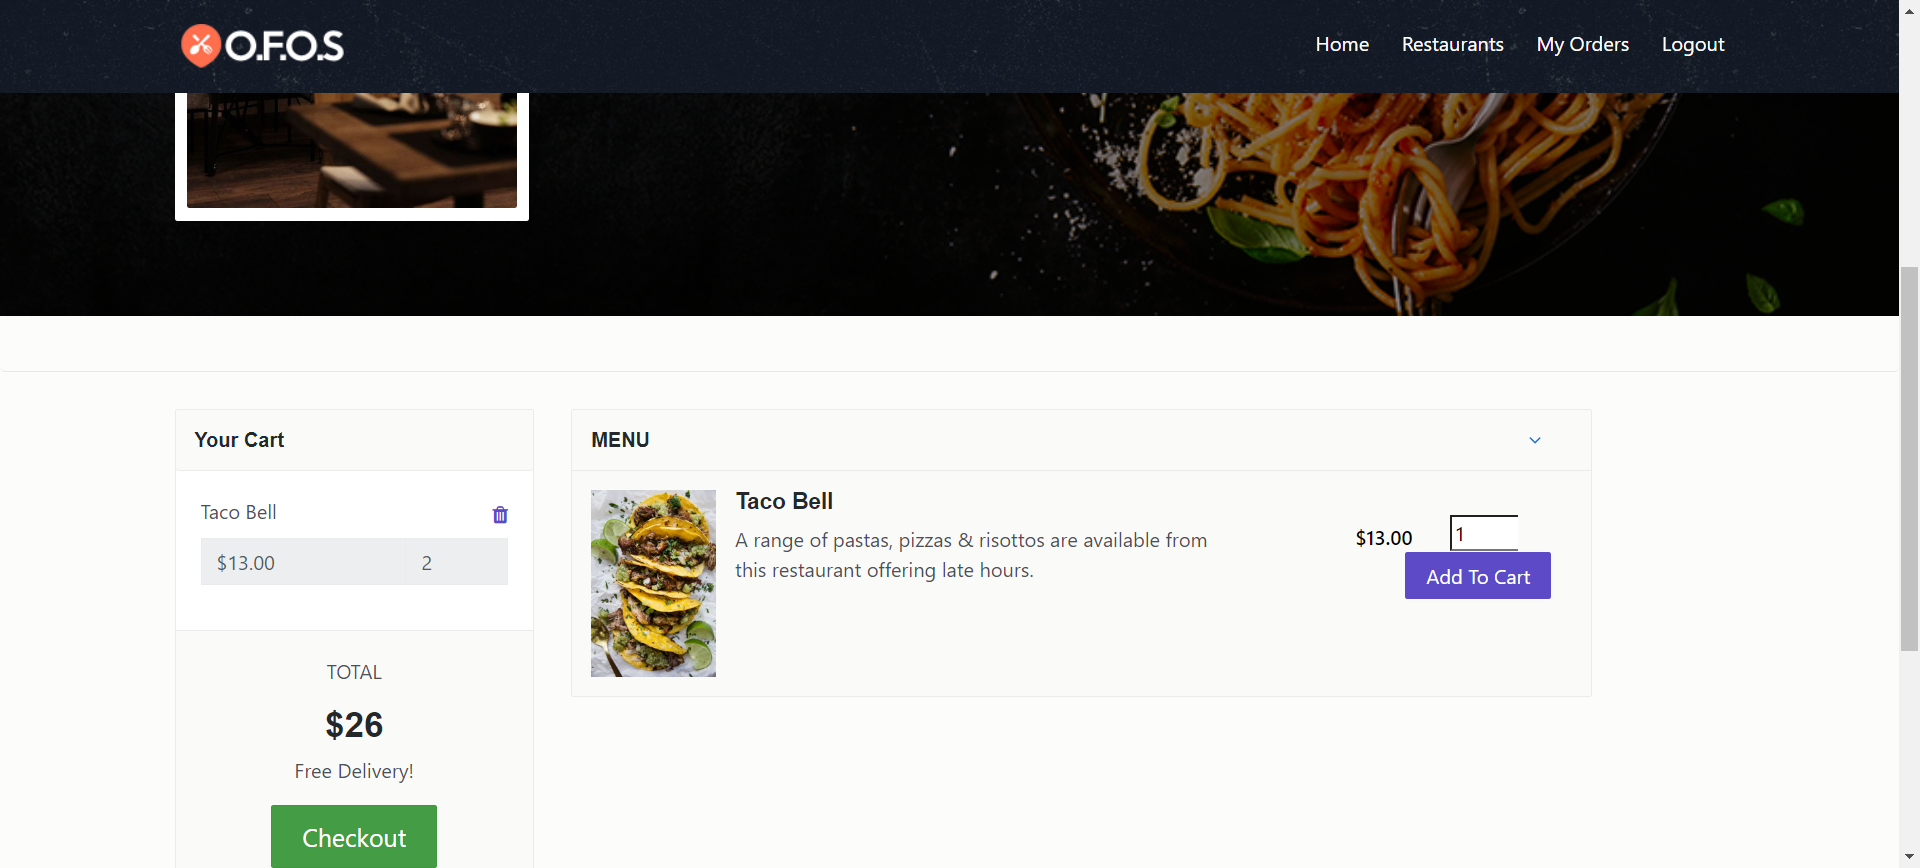 O.F.O.S
Home Restaurants My Orders Logout
Your Cart
Taco Bell
$13.00 2
TOTAL
$26
Free Delivery!
Checkout
MENU
Taco Bell
A range of pastas, pizzas & risottos are available from
this restaurant offering late hours.
$13.00 1
Add To Cart